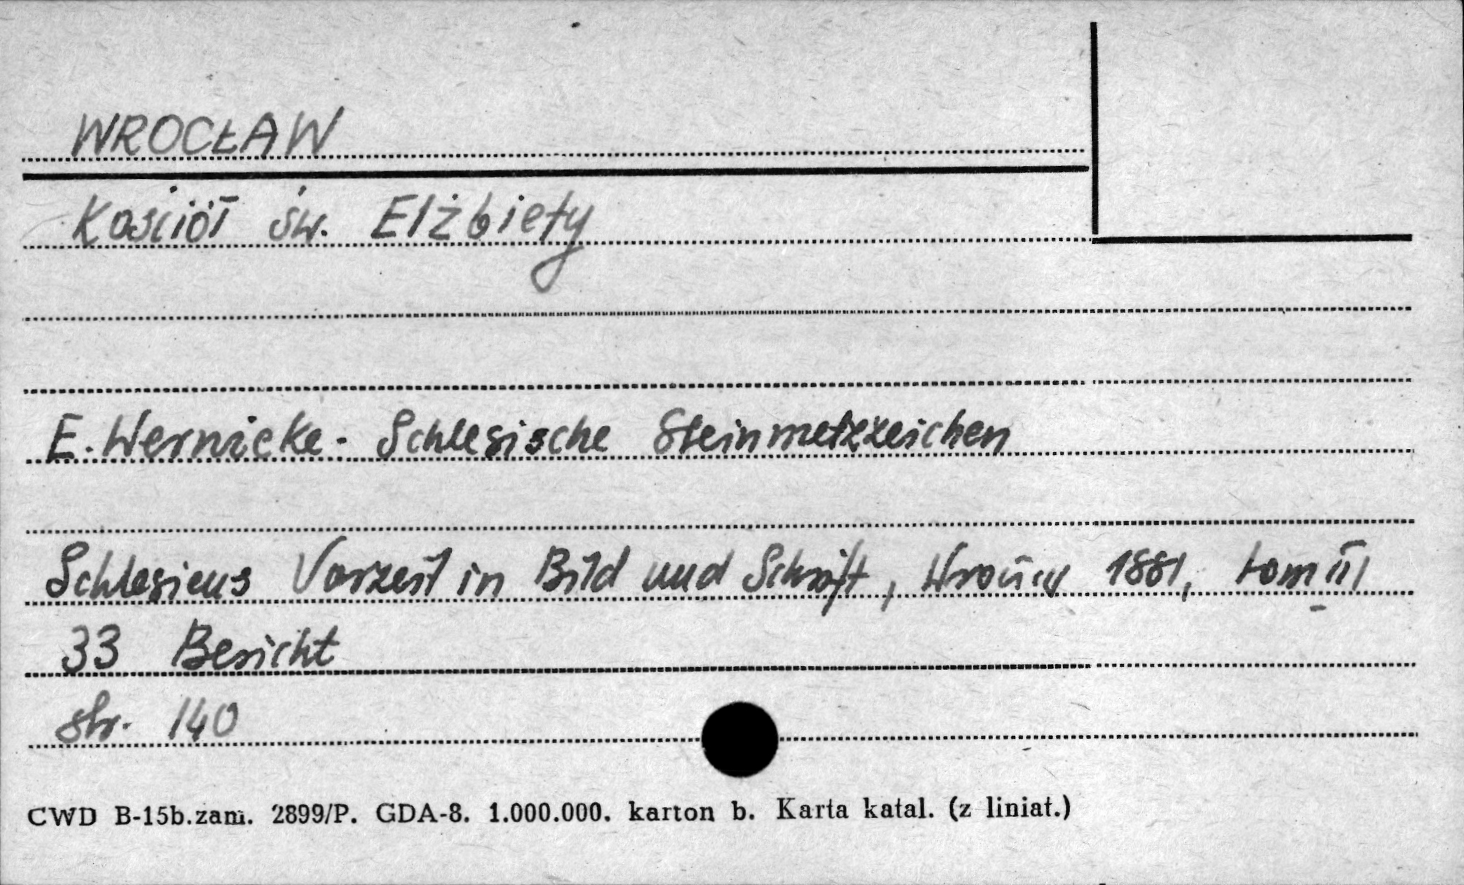 WROCŁAW
Kościół św. Elżbiety
E. Wernicke - Schlesische Steinmetzzeichen
Schlesiens Vorzeit in Bild und Schrift, Wrocław 1881, tom III
33 Bericht
str. 140
CWD B-15b.zam. 2899/P. GDA-8. 1.000.000. karton b. Karta katal. (z liniat.)